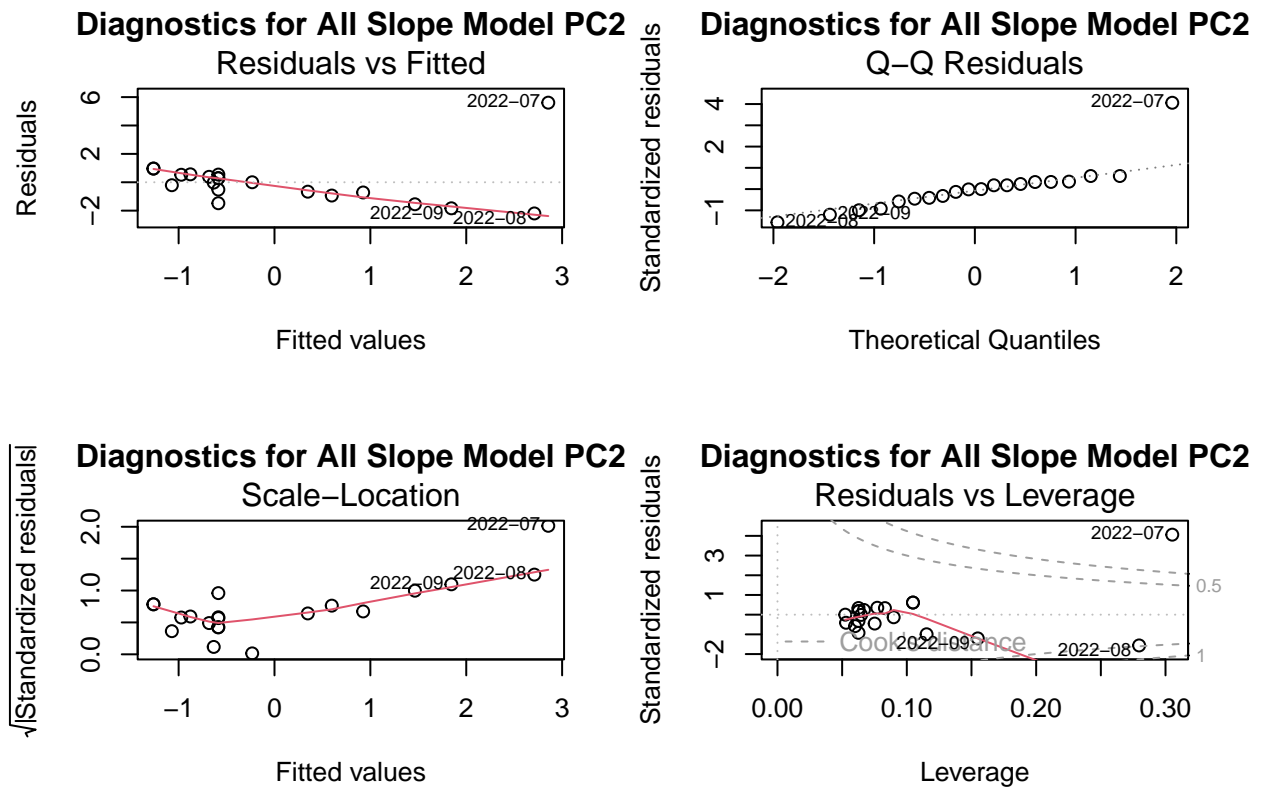 Diagnostics for All Slope Model PC2
Residuals vs Fitted
Residuals
6
2
−2
2022−07
2022−09
2022−08
−1
0
1
2
3
Fitted values
Diagnostics for All Slope Model PC2
Q−Q Residuals
Standardized residuals
4
2
−1
2022−07
2022−09
2022−08
−2
−1
0
1
2
Theoretical Quantiles
Diagnostics for All Slope Model PC2
Scale−Location
√|Standardized residuals|
2.0
1.0
0.0
2022−07
2022−09
2022−08
−1
0
1
2
3
Fitted values
Diagnostics for All Slope Model PC2
Residuals vs Leverage
Standardized residuals
3
1
−2
2022−07
0.5
Cook's distance
2022−09
2022−08
1
0.00
0.10
0.20
0.30
Leverage